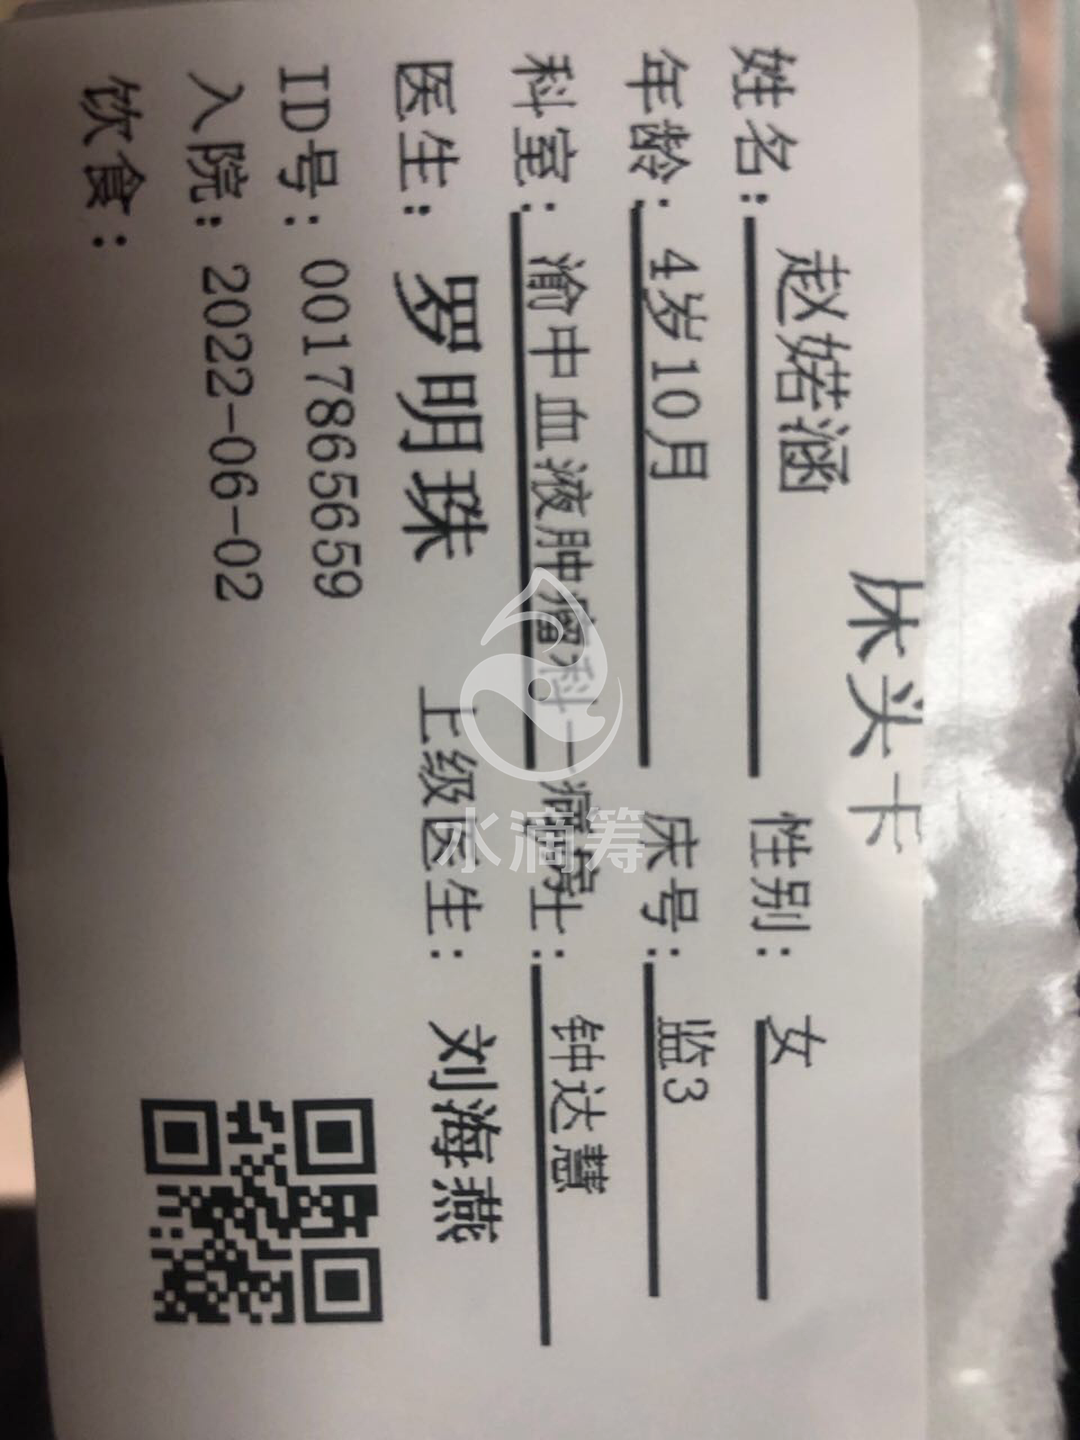 床头卡
姓名：赵婼涵 性别：女
年龄：4岁10月 床号：监3
科室：渝中血液肿瘤科一病房 护士：钟达慧
医生：罗明珠 上级医生：刘海燕
ID号：0017865659
入院：2022-06-02
饮食：
水滴筹